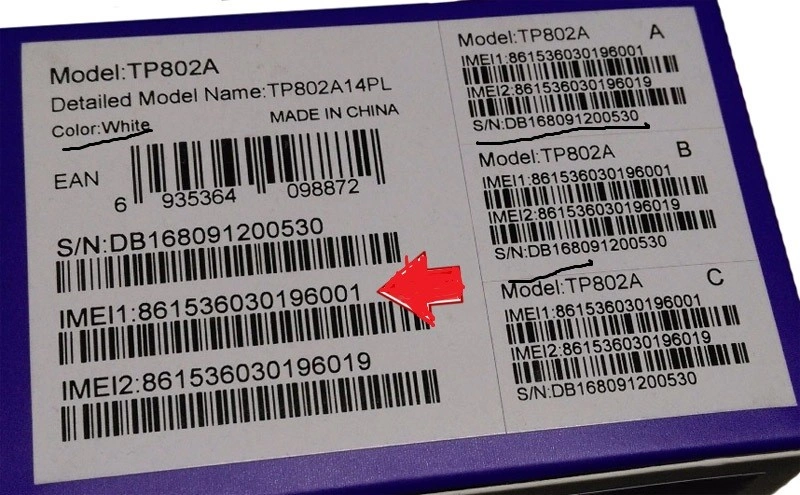 Model:TP802A
Detailed Model Name:TP802A14PL
Color:White
MADE IN CHINA
EAN
6 935364 098872
S/N:DB168091200530
IMEI1:861536030196001
IMEI2:861536030196019
Model:TP802A A
IMEI1:861536030196001
IMEI2:861536030196019
S/N:DB168091200530
Model:TP802A B
IMEI1:861536030196001
IMEI2:861536030196019
S/N:DB168091200530
Model:TP802A C
IMEI1:861536030196001
IMEI2:861536030196019
S/N:DB168091200530